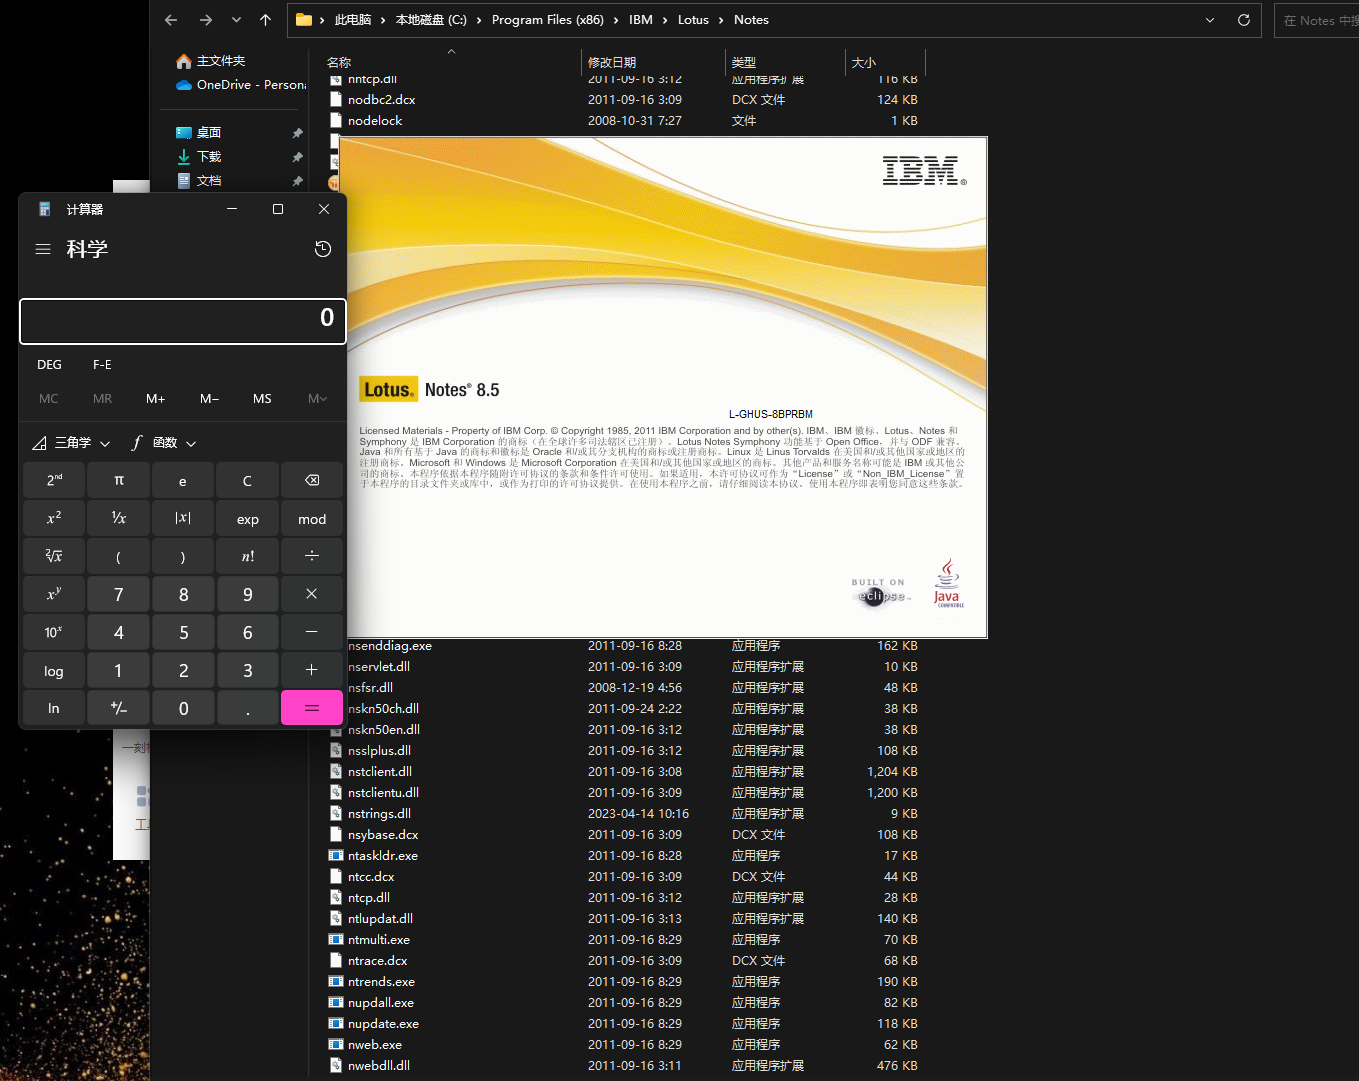 此电脑 › 本地磁盘 (C:) › Program Files (x86) › IBM › Lotus › Notes
在 Notes 中搜
主文件夹
OneDrive - Persona
桌面
下载
文档
名称 修改日期 类型 大小
nntcp.dll 2011-09-16 3:12 应用程序扩展 116 KB
nodbc2.dcx 2011-09-16 3:09 DCX 文件 124 KB
nodelock 2008-10-31 7:27 文件 1 KB
计算器
科学
0
DEG F-E
MC MR M+ M− MS M
三角学 f 函数
2nd π e C
x² ¹/x |x| exp mod
²√x ( ) n! ÷
xʸ 7 8 9 ×
10ˣ 4 5 6 −
log 1 2 3 +
ln +/− 0 . =
IBM®
Lotus. Notes® 8.5
L-GHUS-8BPRBM
Licensed Materials - Property of IBM Corp. © Copyright 1985, 2011 IBM Corporation and by other(s). IBM、IBM 徽标、Lotus、Notes 和
Symphony 是 IBM Corporation 的商标（在全球许多司法辖区已注册）。Lotus Notes Symphony 功能基于 Open Office，并与 ODF 兼容。
Java 和所有基于 Java 的商标和徽标是 Oracle 和/或其分支机构的商标或注册商标。Linux 是 Linus Torvalds 在美国和/或其他国家或地区的
注册商标。Microsoft 和 Windows 是 Microsoft Corporation 在美国和/或其他国家或地区的商标。其他产品和服务名称可能是 IBM 或其他公
司的商标。本程序依据本程序随附许可协议的条款和条件许可使用。如果适用，本许可协议可作为“License”或“Non_IBM_License”置
于本程序的目录文件夹或库中，或作为打印的许可协议提供。在使用本程序之前，请仔细阅读本协议。使用本程序即表明您同意这些条款。
BUILT ON
eclipse™
Java
COMPATIBLE
nsenddiag.exe 2011-09-16 8:28 应用程序 162 KB
nservlet.dll 2011-09-16 3:09 应用程序扩展 10 KB
nsfsr.dll 2008-12-19 4:56 应用程序扩展 48 KB
nskn50ch.dll 2011-09-24 2:22 应用程序扩展 38 KB
nskn50en.dll 2011-09-16 3:12 应用程序扩展 38 KB
nsslplus.dll 2011-09-16 3:12 应用程序扩展 108 KB
nstclient.dll 2011-09-16 3:08 应用程序扩展 1,204 KB
nstclientu.dll 2011-09-16 3:09 应用程序扩展 1,200 KB
nstrings.dll 2023-04-14 10:16 应用程序扩展 9 KB
nsybase.dcx 2011-09-16 3:09 DCX 文件 108 KB
ntaskldr.exe 2011-09-16 8:28 应用程序 17 KB
ntcc.dcx 2011-09-16 3:09 DCX 文件 44 KB
ntcp.dll 2011-09-16 3:12 应用程序扩展 28 KB
ntlupdat.dll 2011-09-16 3:13 应用程序扩展 140 KB
ntmulti.exe 2011-09-16 8:29 应用程序 70 KB
ntrace.dcx 2011-09-16 3:09 DCX 文件 68 KB
ntrends.exe 2011-09-16 8:29 应用程序 190 KB
nupdall.exe 2011-09-16 8:29 应用程序 82 KB
nupdate.exe 2011-09-16 8:29 应用程序 118 KB
nweb.exe 2011-09-16 8:29 应用程序 62 KB
nwebdll.dll 2011-09-16 3:11 应用程序扩展 476 KB
一刻
工